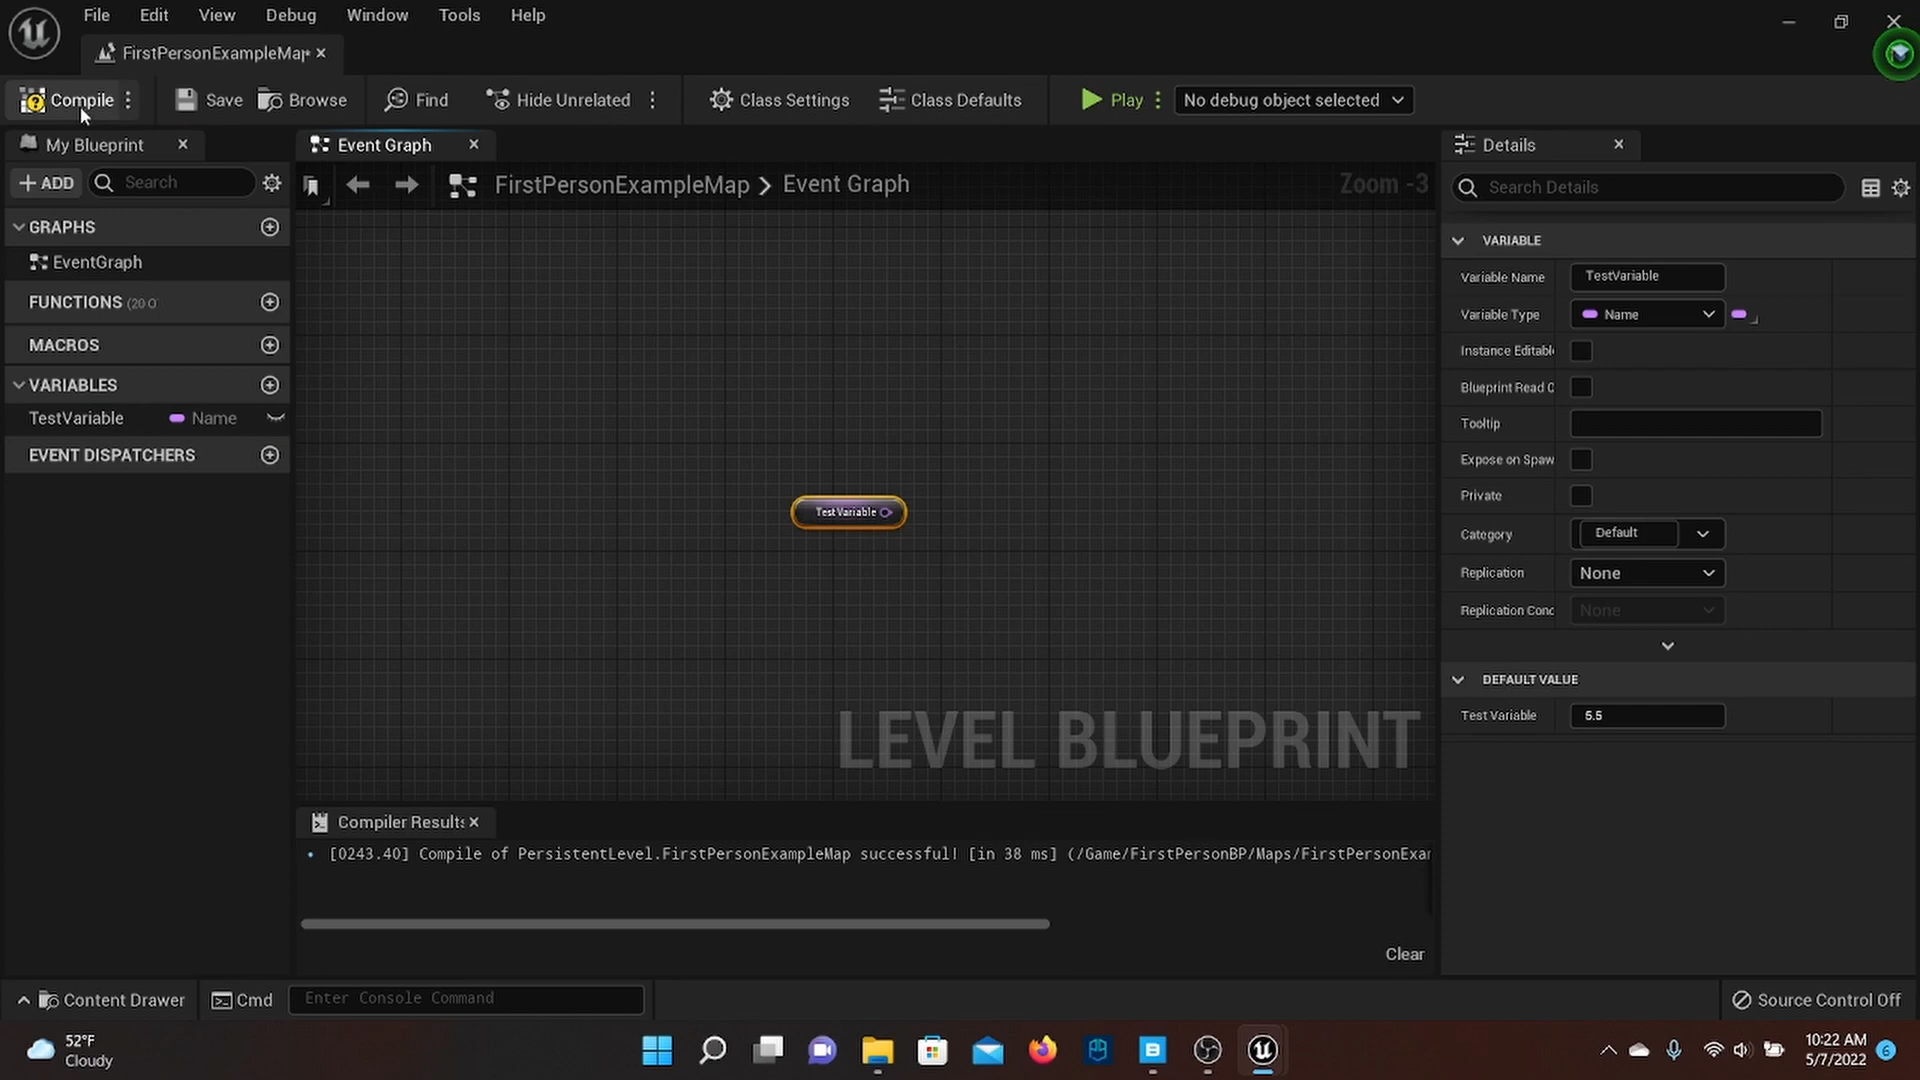 File Edit View Debug Window Tools Help
FirstPersonExampleMap•
Compile Save Browse Find Hide Unrelated Class Settings Class Defaults Play No debug object selected
My Blueprint
Event Graph
Details
+ ADD Search
FirstPersonExampleMap > Event Graph
Zoom -3
Search Details
GRAPHS
EventGraph
FUNCTIONS (20 O
MACROS
VARIABLES
TestVariable Name
EVENT DISPATCHERS
TestVariable
LEVEL BLUEPRINT
VARIABLE
Variable Name TestVariable
Variable Type Name
Instance Editabl
Blueprint Read O
Tooltip
Expose on Spaw
Private
Category Default
Replication None
Replication Conc None
DEFAULT VALUE
Test Variable 5.5
Compiler Results
[0243.40] Compile of PersistentLevel.FirstPersonExampleMap successful! [in 38 ms] (/Game/FirstPersonBP/Maps/FirstPersonExar
Clear
Content Drawer Cmd Enter Console Command
Source Control Off
52°F
Cloudy
10:22 AM
5/7/2022
6